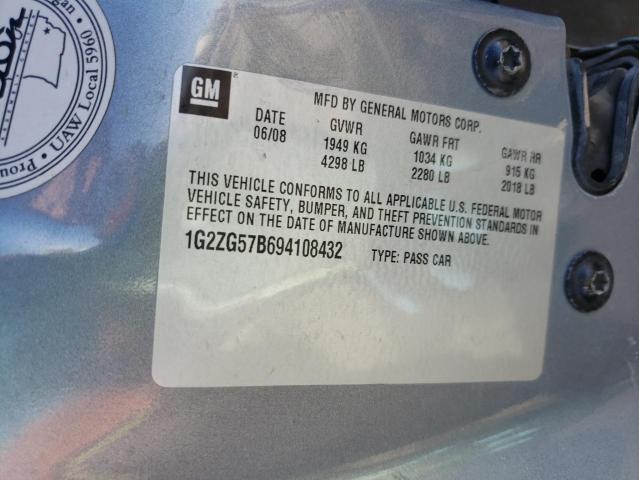 GM
MFD BY GENERAL MOTORS CORP.
DATE GVWR GAWR FRT GAWR RR
06/08 1949 KG 1034 KG 915 KG
4298 LB 2280 LB 2018 LB
THIS VEHICLE CONFORMS TO ALL APPLICABLE U.S. FEDERAL MOTOR
VEHICLE SAFETY, BUMPER, AND THEFT PREVENTION STANDARDS IN
EFFECT ON THE DATE OF MANUFACTURE SHOWN ABOVE.
1G2ZG57B694108432 TYPE: PASS CAR
UAW Local 5960